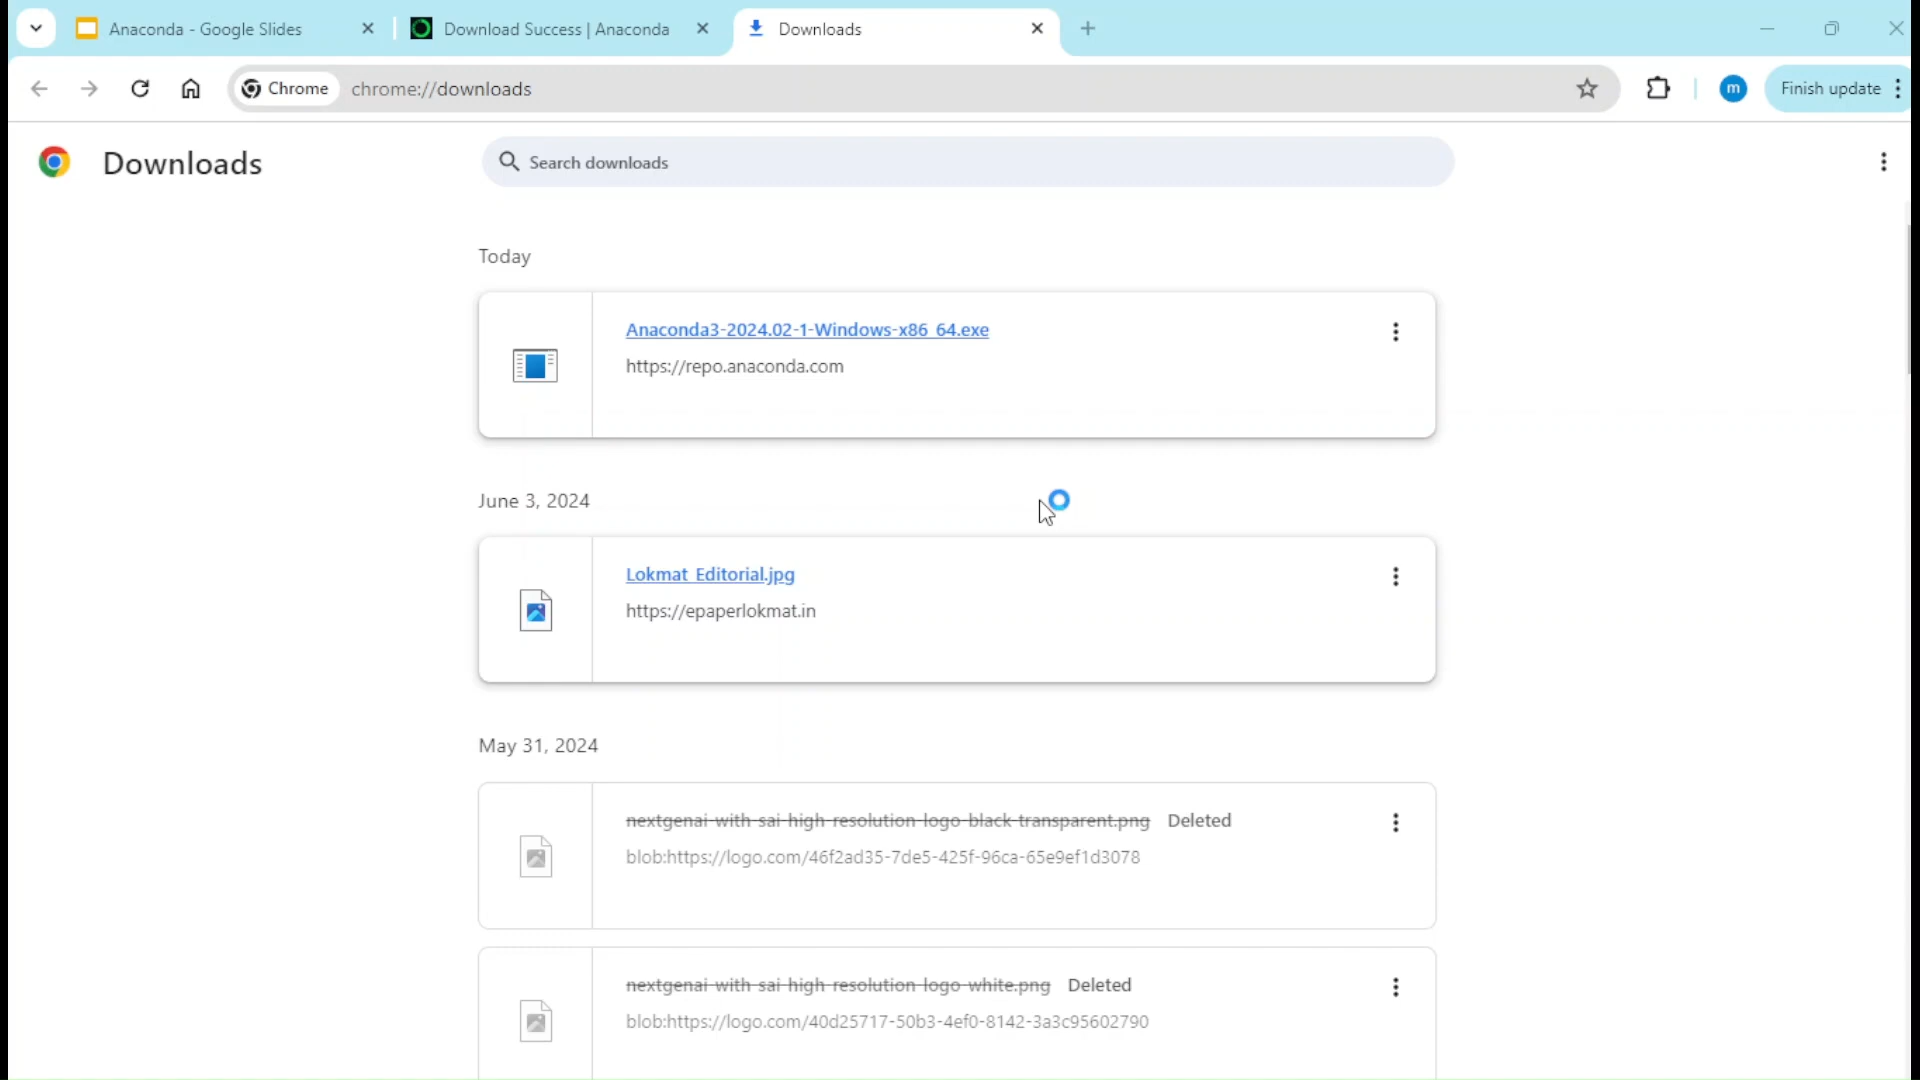 Anaconda - Google Slides
Download Success | Anaconda
Downloads
Chrome
chrome://downloads
m
Finish update
Downloads
Search downloads
Today
Anaconda3-2024.02-1-Windows-x86_64.exe
https://repo.anaconda.com
June 3, 2024
Lokmat_Editorial.jpg
https://epaperlokmat.in
May 31, 2024
nextgenai-with-sai-high-resolution-logo-black-transparent.png Deleted
blob:https://logo.com/46f2ad35-7de5-425f-96ca-65e9ef1d3078
nextgenai-with-sai-high-resolution-logo-white.png Deleted
blob:https://logo.com/40d25717-50b3-4ef0-8142-3a3c95602790